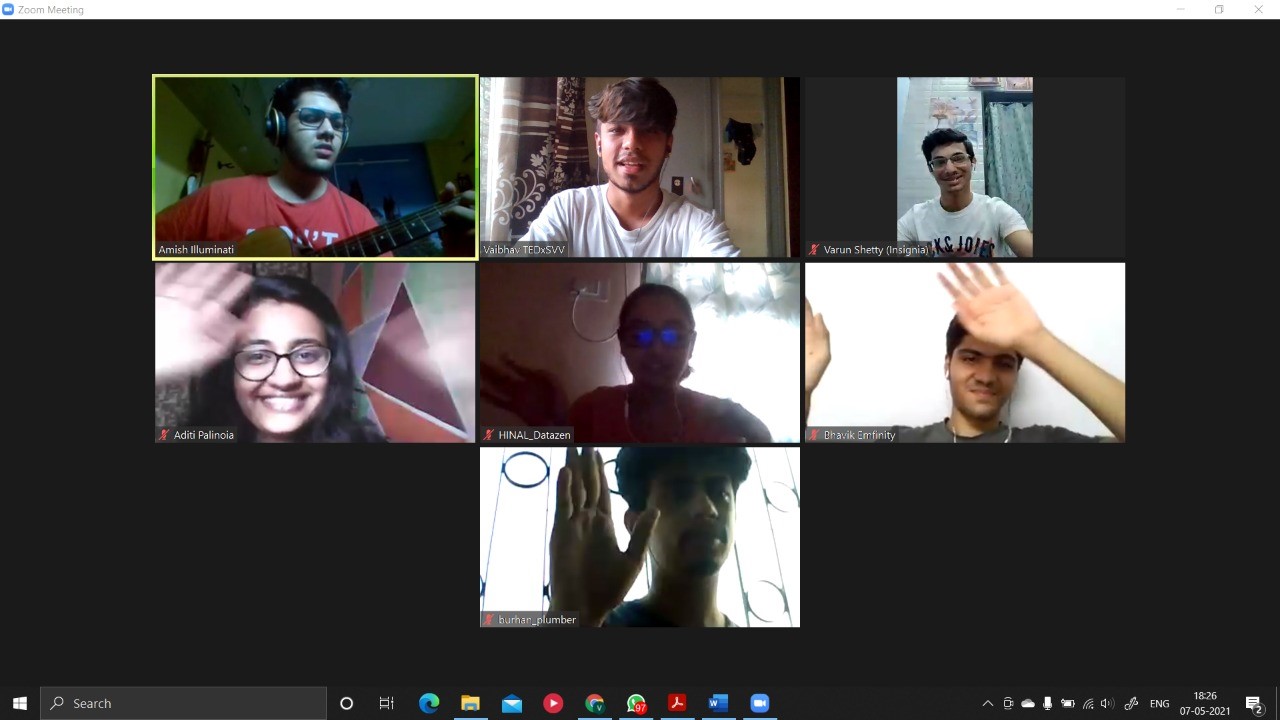 Zoom Meeting
Amish Illuminati
Vaibhav TEDxSVV
Varun Shetty (Insignia)
Aditi Palinoia
HINAL_Datazen
Bhavik Emfinity
burhan_plumber
Search
97
W
ENG
18:26
07-05-2021
2